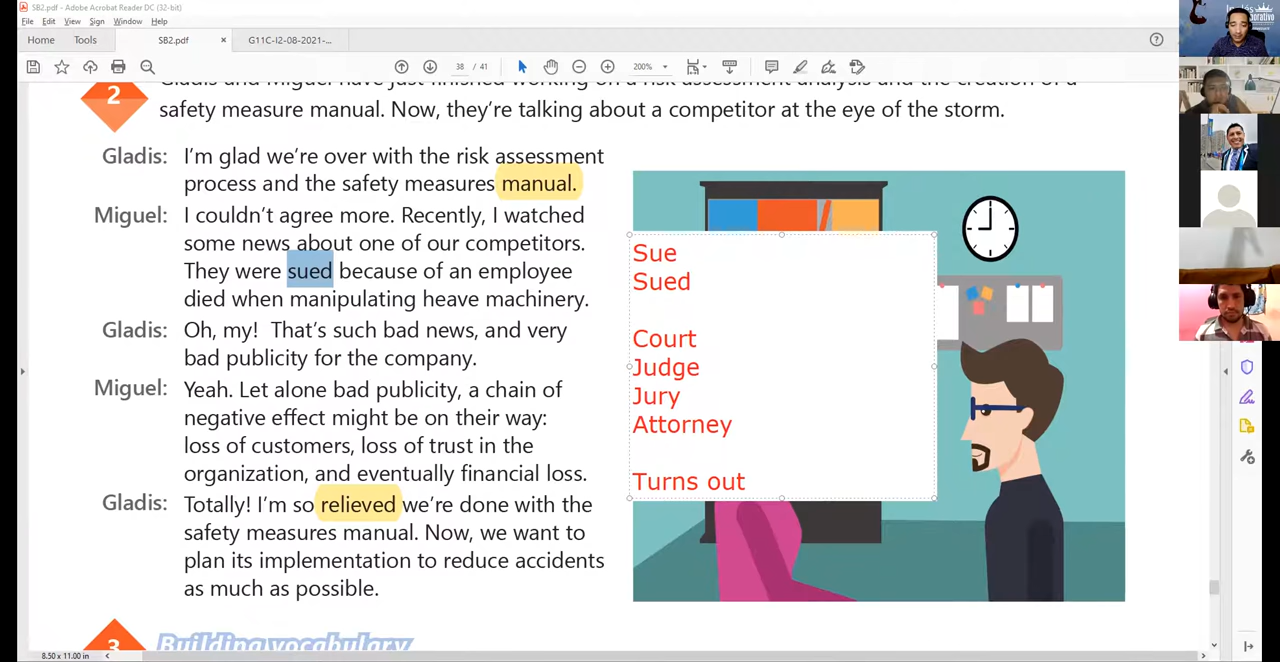 SB2.pdf - Adobe Acrobat Reader DC (32-bit)
File Edit View Sign Window Help
Home Tools SB2.pdf × G11C-I2-08-2021-...
38 / 41 200%
2
safety measure manual. Now, they're talking about a competitor at the eye of the storm.
Gladis: I'm glad we're over with the risk assessment
process and the safety measures manual.
Miguel: I couldn't agree more. Recently, I watched
some news about one of our competitors.
They were sued because of an employee
died when manipulating heave machinery.
Gladis: Oh, my! That's such bad news, and very
bad publicity for the company.
Miguel: Yeah. Let alone bad publicity, a chain of
negative effect might be on their way:
loss of customers, loss of trust in the
organization, and eventually financial loss.
Gladis: Totally! I'm so relieved we're done with the
safety measures manual. Now, we want to
plan its implementation to reduce accidents
as much as possible.
Sue
Sued
Court
Judge
Jury
Attorney
Turns out
3 Building vocabulary
8.50 x 11.00 in